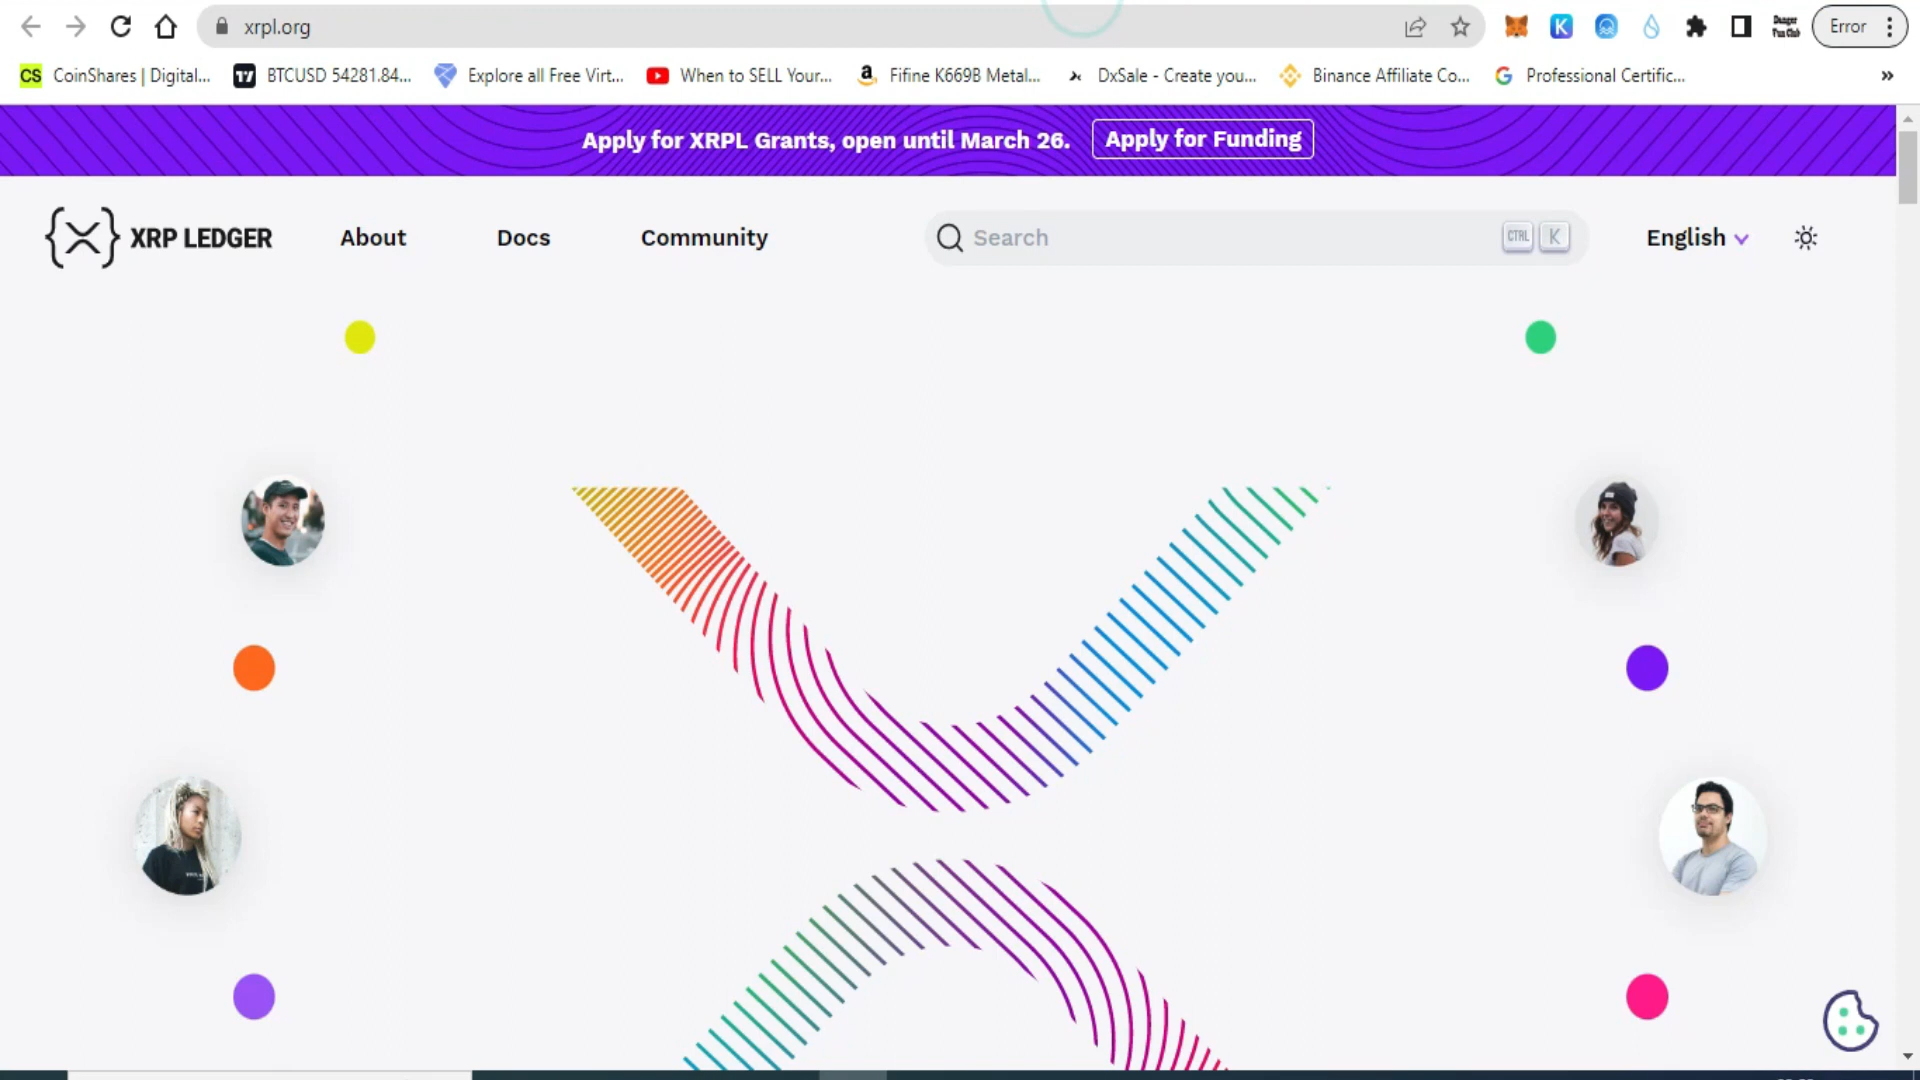 xrpl.org
Error
CS CoinShares | Digital...
BTCUSD 54281.84...
Explore all Free Virt...
When to SELL Your...
Fifine K669B Metal...
DxSale - Create you...
Binance Affiliate Co...
Professional Certific...
»
Apply for XRPL Grants, open until March 26.
Apply for Funding
XRP LEDGER
About
Docs
Community
Search
CTRL
K
English